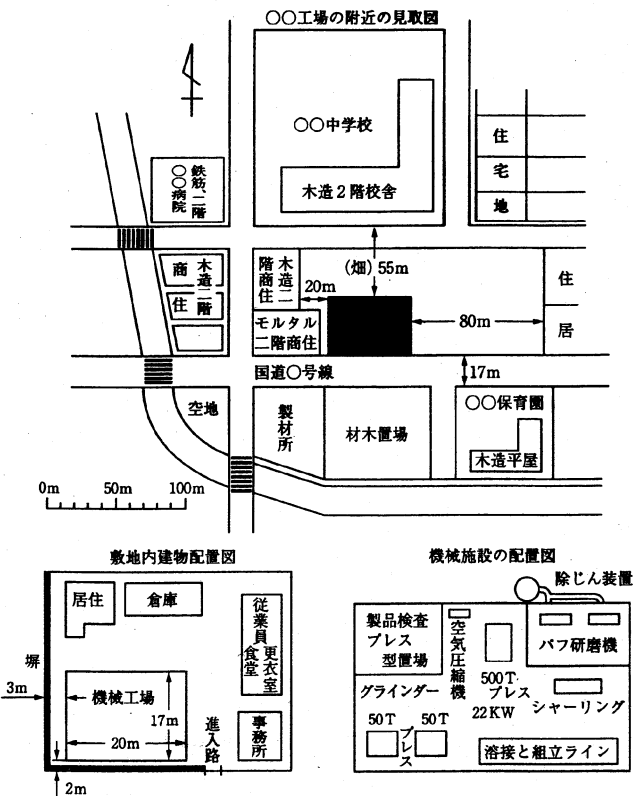 〇〇工場の附近の見取図
〇〇中学校
木造2階校舎
住
宅
地
鉄筋、二階
〇〇病院
商住
木造二階
木造二
階商住
20m
(畑)55m
モルタル
二階商住
80m
住
居
国道〇号線
17m
空地
製材所
材木置場
〇〇保育園
木造平屋
0m 50m 100m
敷地内建物配置図
居住
倉庫
従業員
食堂
更衣室
塀
3m
機械工場
17m
20m
進入路
事務所
2m
機械施設の配置図
除じん装置
製品検査
プレス
型置場
空気圧縮機
バフ研磨機
グラインダー
500T
プレス
22KW
シャーリング
50T
プレス
50T
溶接と組立ライン